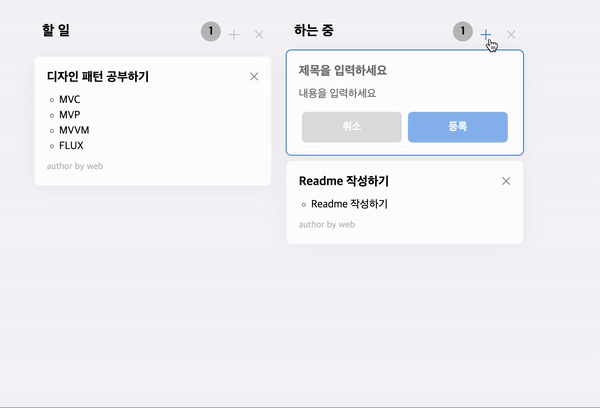 할 일
1
디자인 패턴 공부하기
MVC
MVP
MVVM
FLUX
author by web
하는 중
1
제목을 입력하세요
내용을 입력하세요
취소
등록
Readme 작성하기
Readme 작성하기
author by web